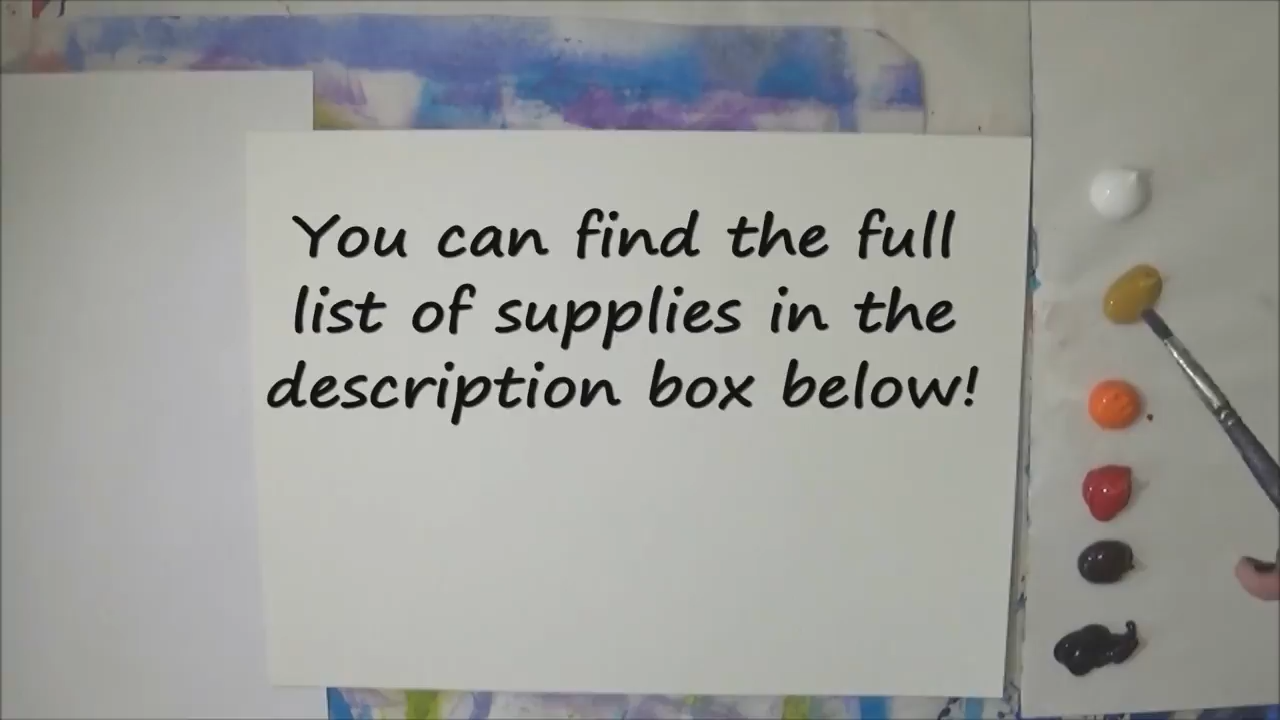 You can find the full
list of supplies in the
description box below!